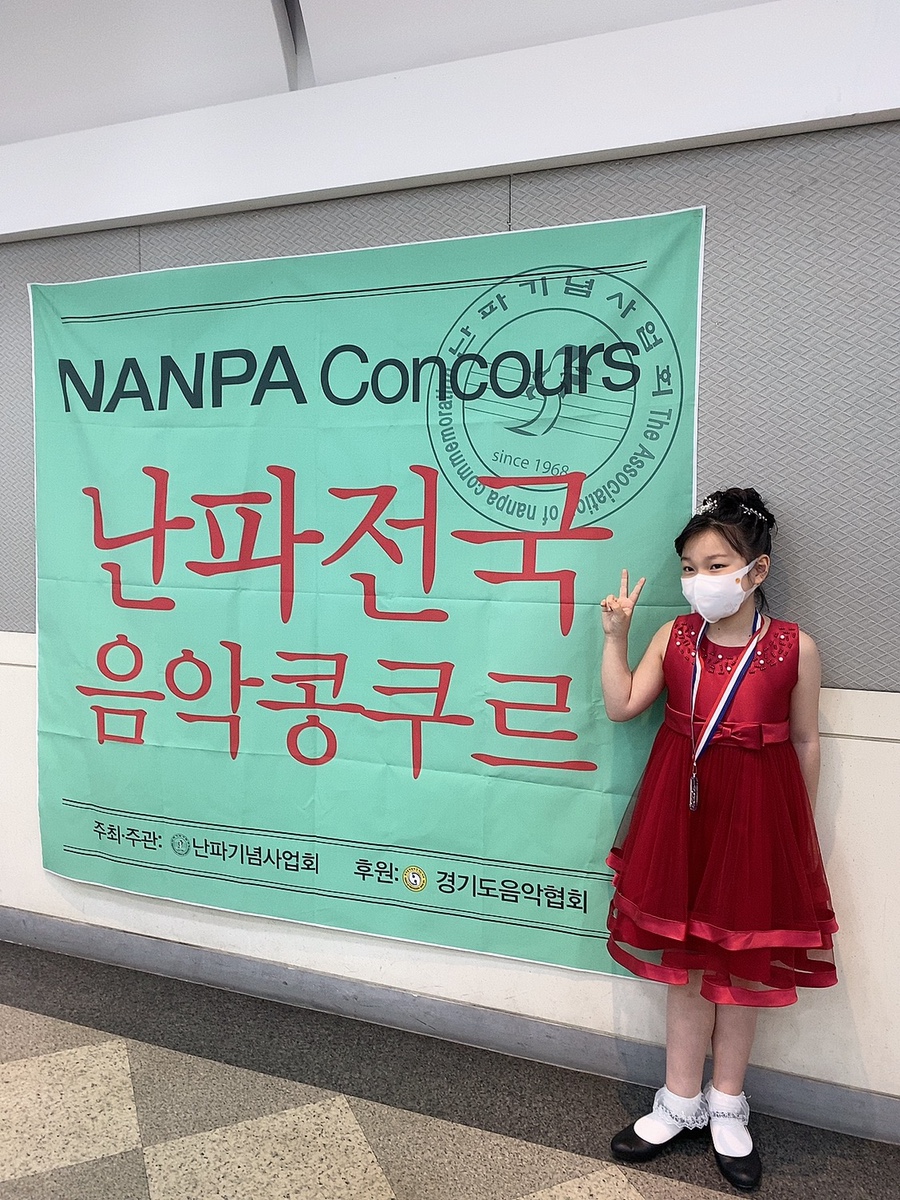 NANPA Concours
난파기념사업회 The Association of nanpa commemoration
since 1968
난파전국
음악콩쿠르
주최·주관: 난파기념사업회 후원: 경기도음악협회